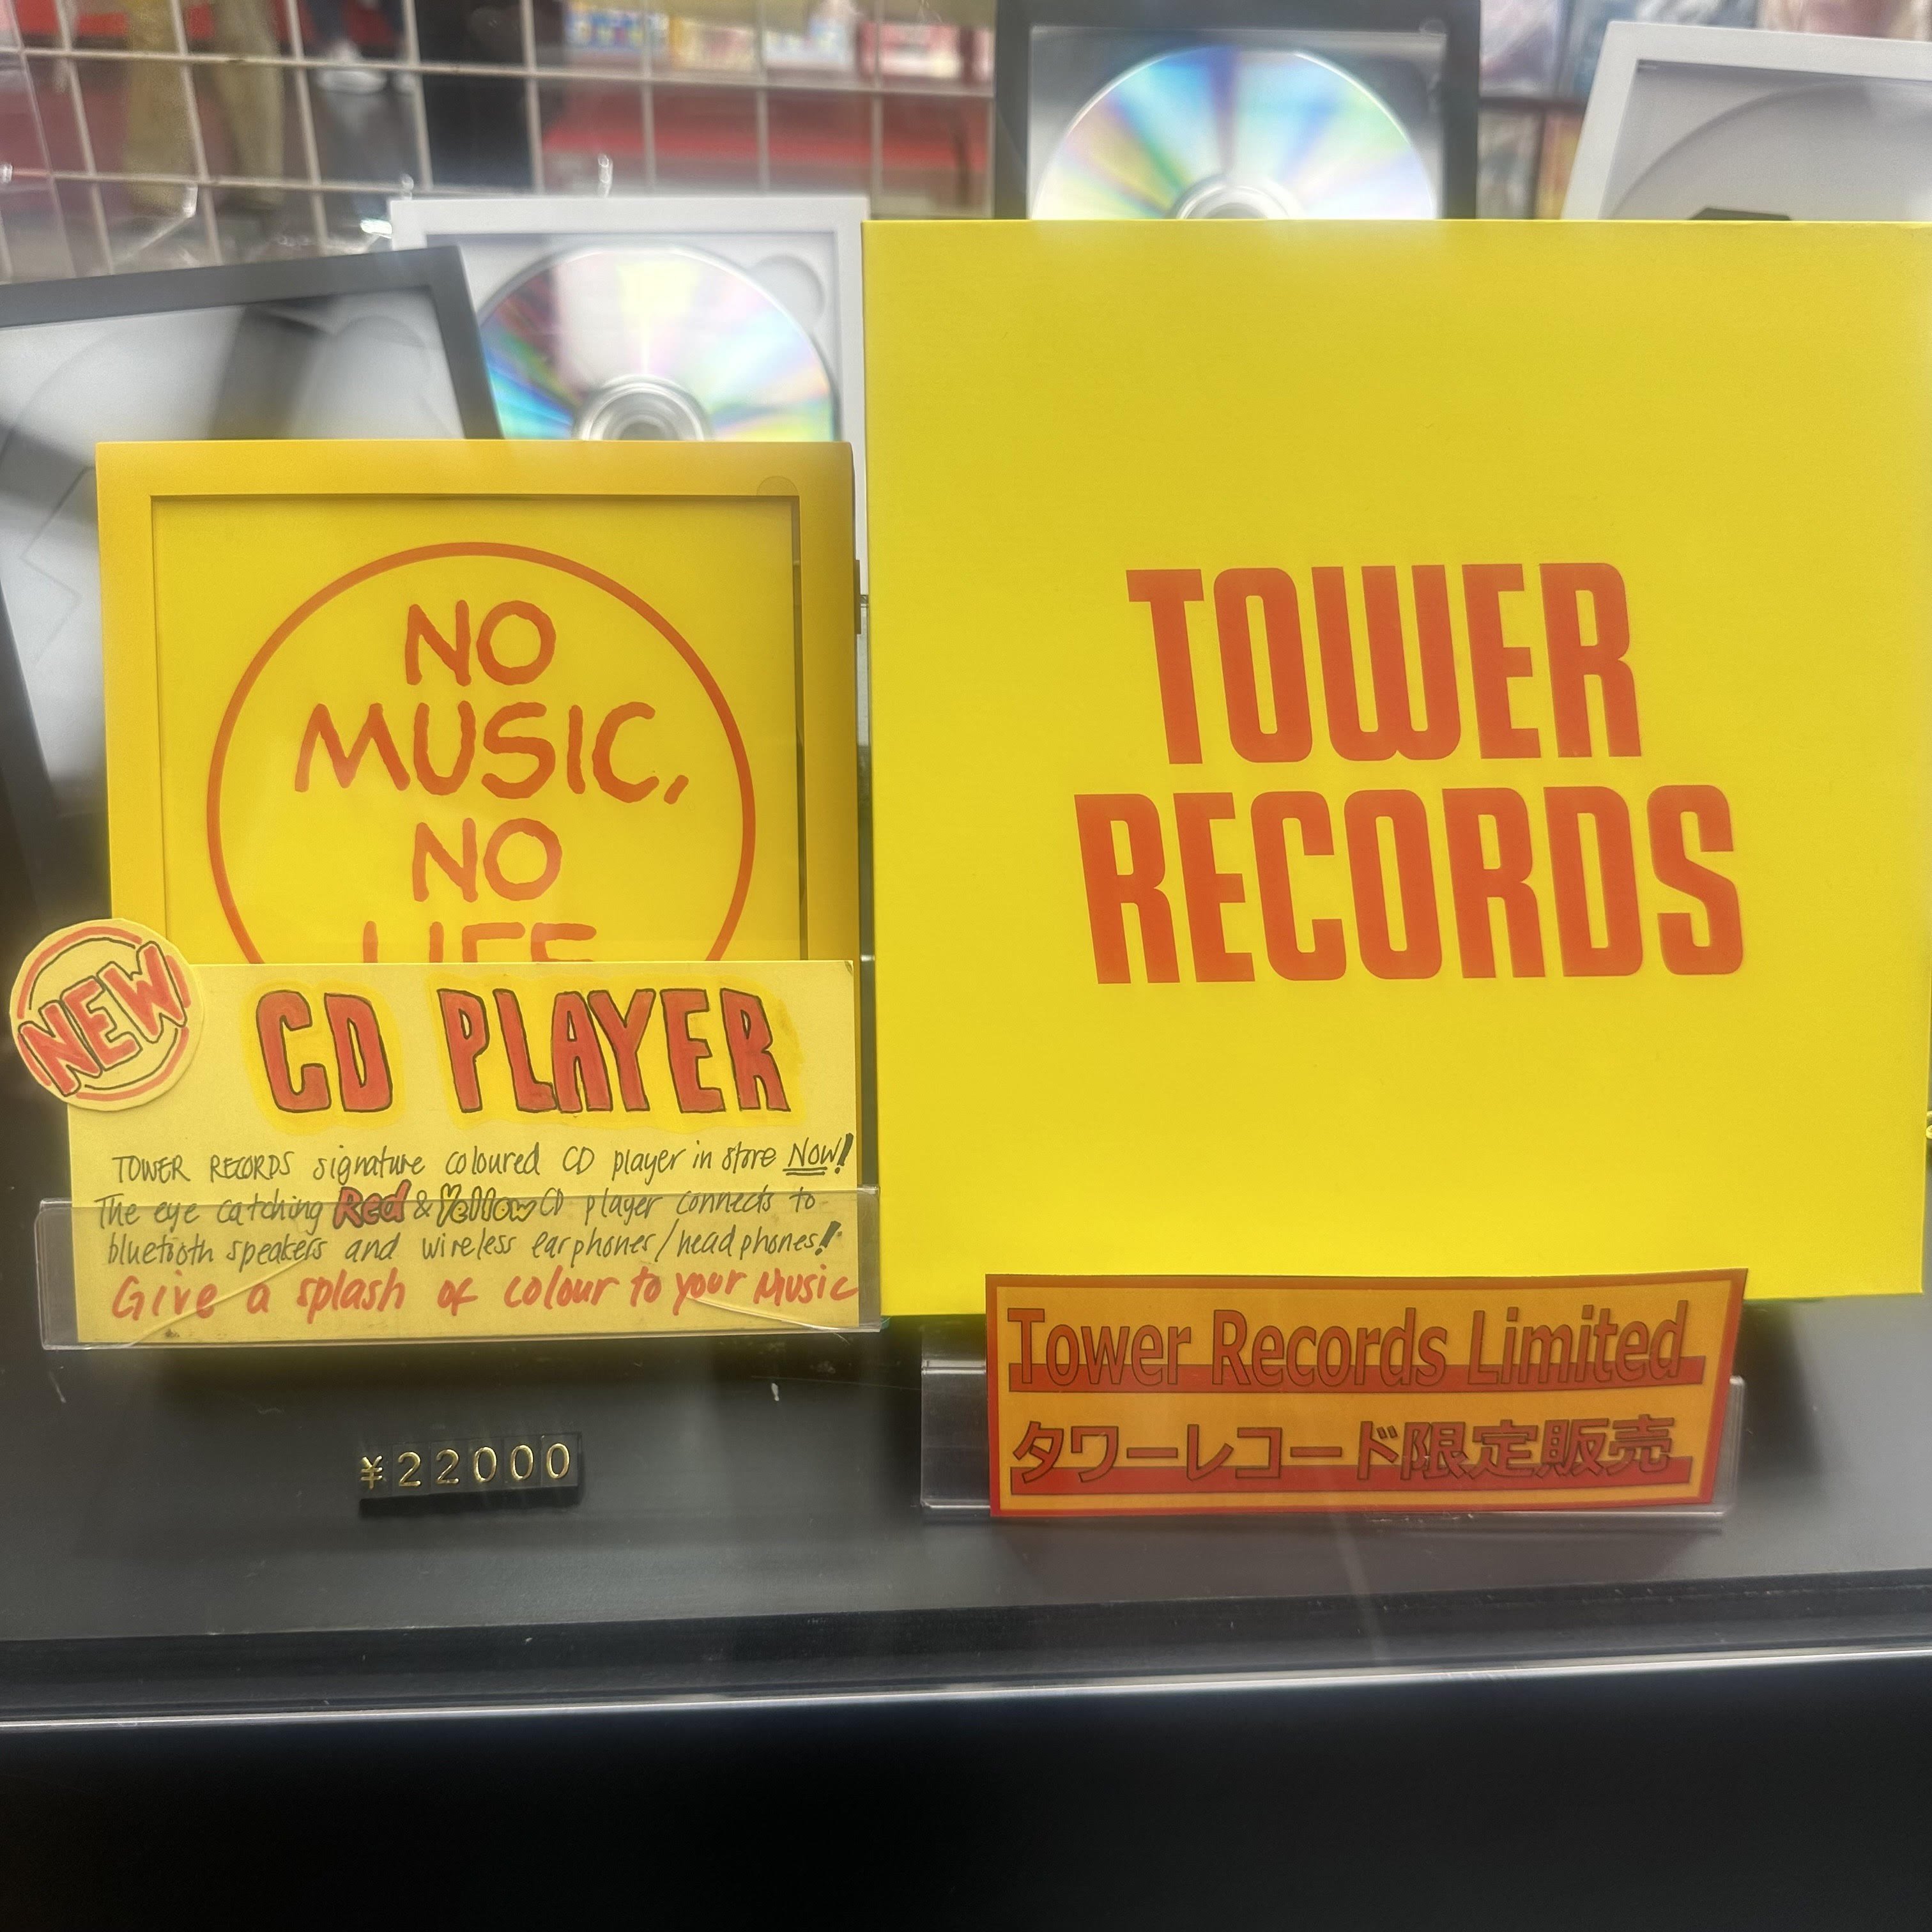 NO
MUSIC,
NO
LIFE
NEW
CD PLAYER
TOWER RECORDS signature coloured CD player in store NOW!
The eye catching Red & Yellow CD player connects to
bluetooth speakers and wireless earphones/headphones!
Give a splash of colour to your Music
¥22000
TOWER
RECORDS
Tower Records Limited
タワーレコード限定販売